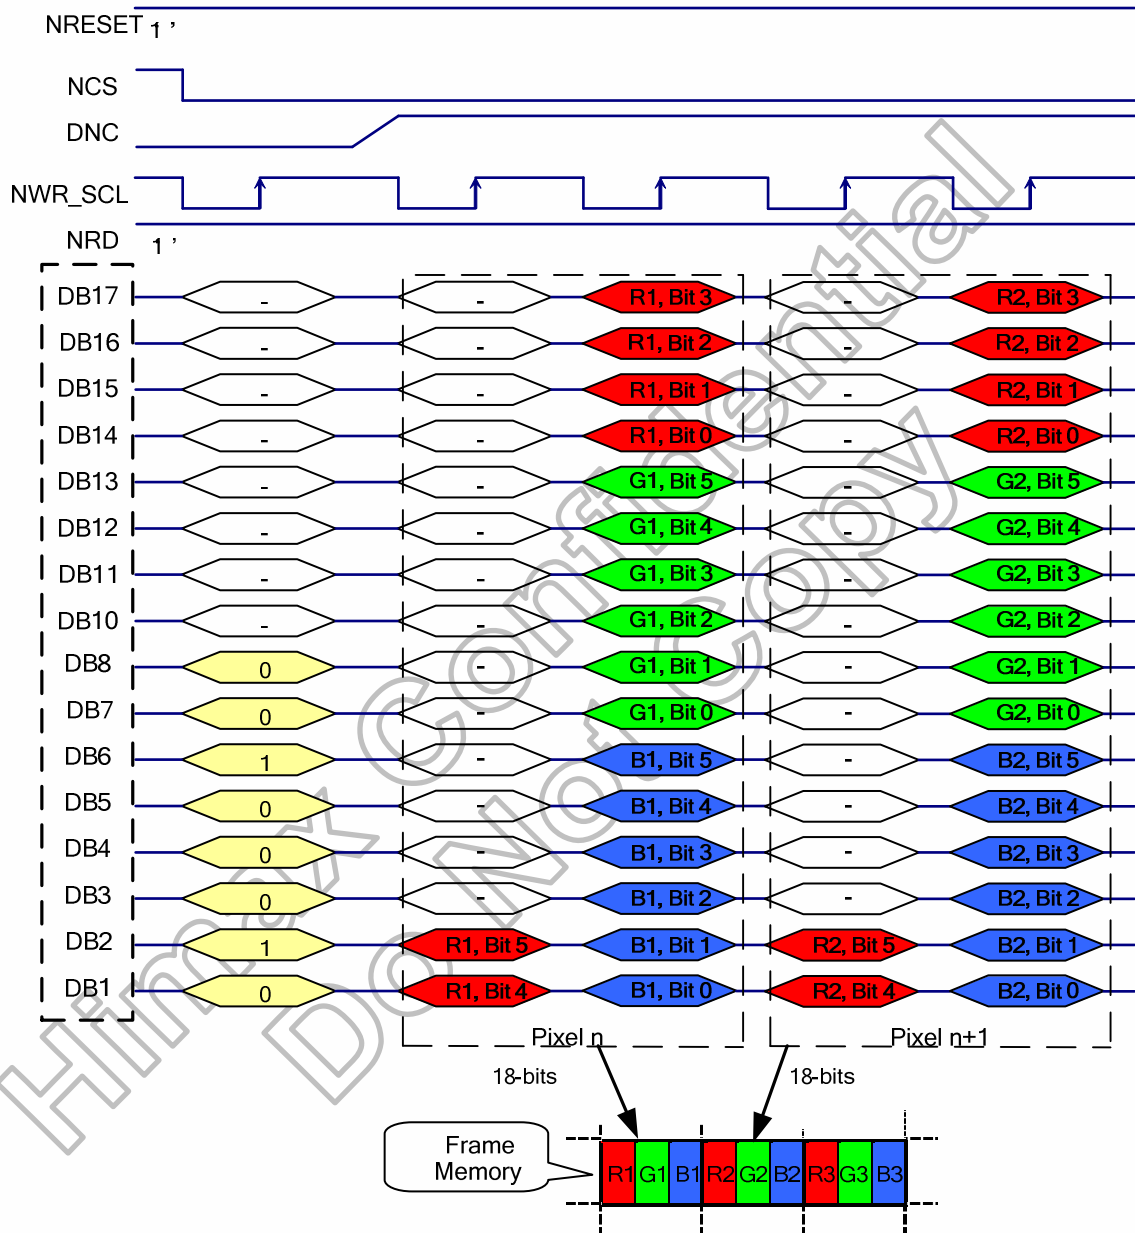 NRESET 1 '
NCS
DNC
NWR_SCL
NRD 1 '
DB17 - - R1, Bit 3 - R2, Bit 3
DB16 - - R1, Bit 2 - R2, Bit 2
DB15 - - R1, Bit 1 - R2, Bit 1
DB14 - - R1, Bit 0 - R2, Bit 0
DB13 - - G1, Bit 5 - G2, Bit 5
DB12 - - G1, Bit 4 - G2, Bit 4
DB11 - - G1, Bit 3 - G2, Bit 3
DB10 - - G1, Bit 2 - G2, Bit 2
DB8 0 - G1, Bit 1 - G2, Bit 1
DB7 0 - G1, Bit 0 - G2, Bit 0
DB6 1 - B1, Bit 5 - B2, Bit 5
DB5 0 - B1, Bit 4 - B2, Bit 4
DB4 0 - B1, Bit 3 - B2, Bit 3
DB3 0 - B1, Bit 2 - B2, Bit 2
DB2 1 R1, Bit 5 B1, Bit 1 R2, Bit 5 B2, Bit 1
DB1 0 R1, Bit 4 B1, Bit 0 R2, Bit 4 B2, Bit 0
Pixel n Pixel n+1
18-bits 18-bits
Frame
Memory
R1 G1 B1 R2 G2 B2 R3 G3 B3
Himax Confidential
Do Not Copy